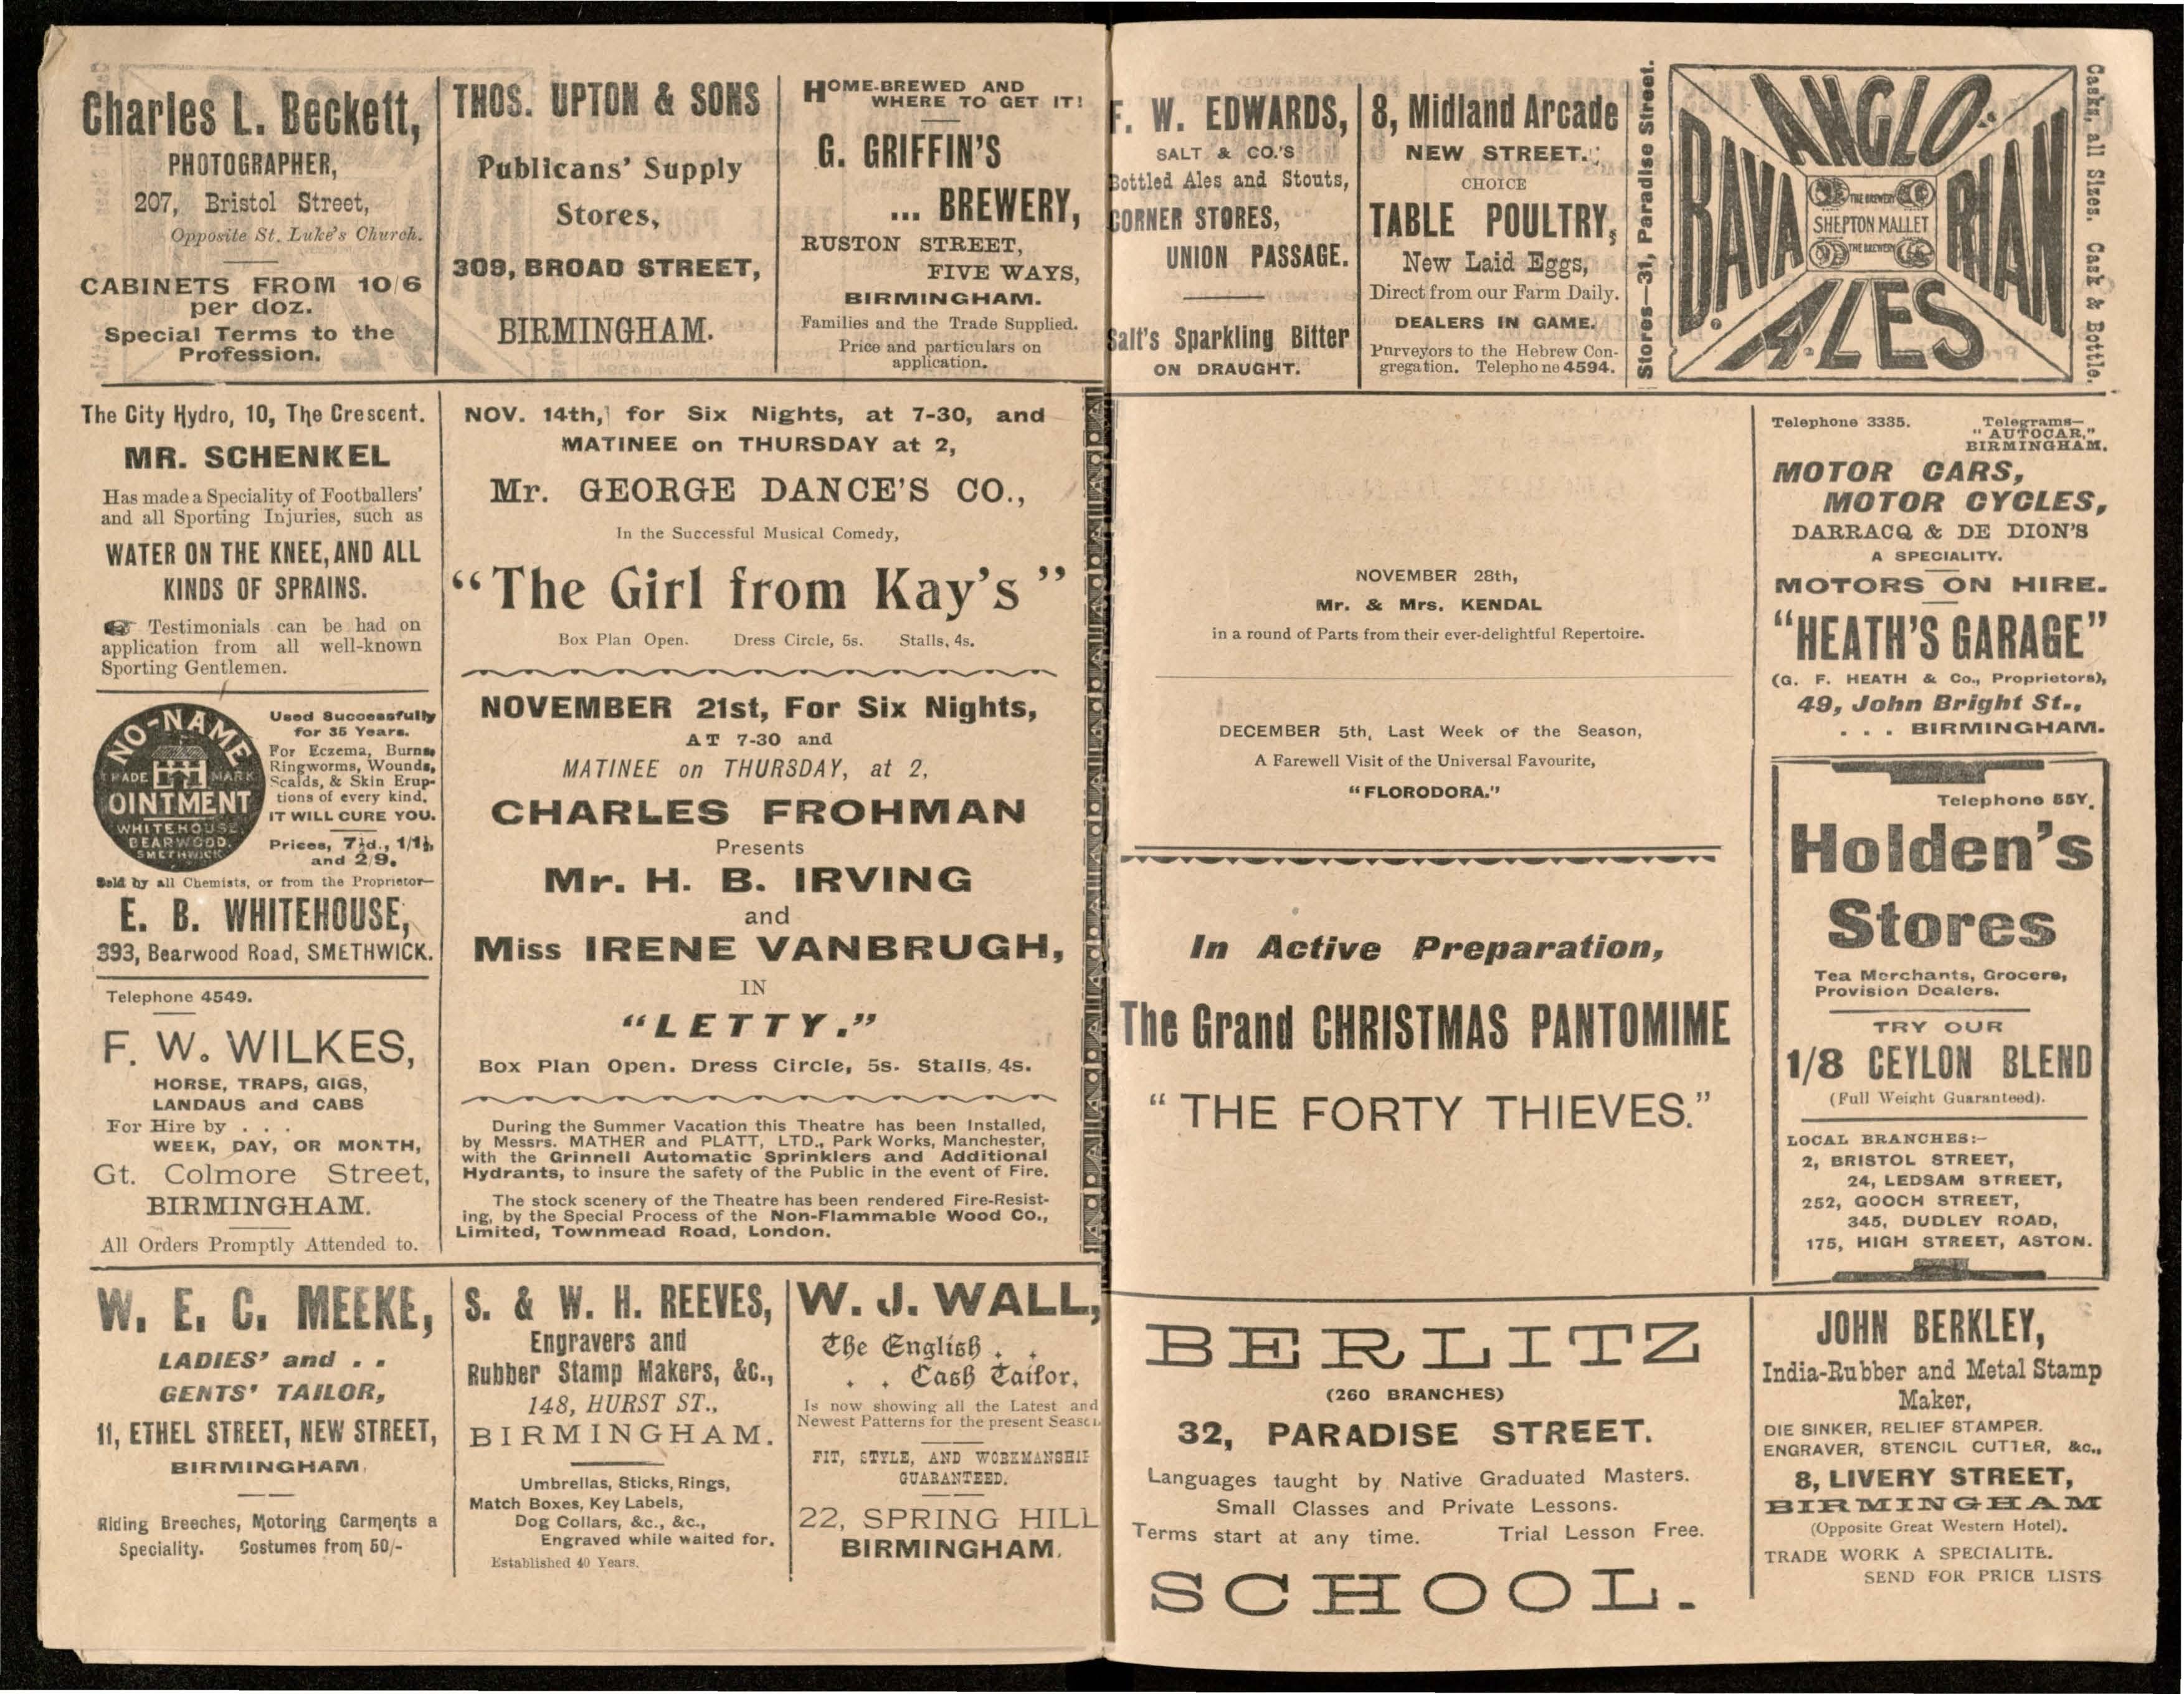 Charles L. Beckett,
PHOTOGRAPHER,
207, Bristol Street,
Opposite St. Luke's Church.
CABINETS FROM 10/6
per doz.
Special Terms to the
Profession.
THOS. UPTON & SONS
Publicans' Supply
Stores,
309, BROAD STREET,
BIRMINGHAM.
HOME-BREWED AND
WHERE TO GET IT!
G. GRIFFIN'S
... BREWERY,
RUSTON STREET,
FIVE WAYS,
BIRMINGHAM.
Families and the Trade Supplied.
Price and particulars on
application.
The City Hydro, 10, The Crescent.
MR. SCHENKEL
Has made a Speciality of Footballers'
and all Sporting Injuries, such as
WATER ON THE KNEE, AND ALL
KINDS OF SPRAINS.
☞ Testimonials can be had on
application from all well-known
Sporting Gentlemen.
NO-NAME
TRADE MARK
OINTMENT
WHITEHOUSE,
BEARWOOD.
SMETHWICK
Used Successfully
for 35 Years.
For Eczema, Burns,
Ringworms, Wounds,
Scalds, & Skin Erup-
tions of every kind.
IT WILL CURE YOU.
Prices, 7½d., 1/1½,
and 2/9.
Sold by all Chemists, or from the Proprietor—
E. B. WHITEHOUSE,
393, Bearwood Road, SMETHWICK.
Telephone 4549.
F. W. WILKES,
HORSE, TRAPS, GIGS,
LANDAUS and CABS
For Hire by . . .
WEEK, DAY, OR MONTH,
Gt. Colmore Street,
BIRMINGHAM.
All Orders Promptly Attended to.
NOV. 14th, for Six Nights, at 7-30, and
MATINEE on THURSDAY at 2,
Mr. GEORGE DANCE'S CO.,
In the Successful Musical Comedy,
"The Girl from Kay's"
Box Plan Open. Dress Circle, 5s. Stalls, 4s.
NOVEMBER 21st, For Six Nights,
AT 7-30 and
MATINEE on THURSDAY, at 2,
CHARLES FROHMAN
Presents
Mr. H. B. IRVING
and
Miss IRENE VANBRUGH,
IN
"LETTY."
Box Plan Open. Dress Circle, 5s. Stalls, 4s.
During the Summer Vacation this Theatre has been Installed,
by Messrs. MATHER and PLATT, LTD., Park Works, Manchester,
with the Grinnell Automatic Sprinklers and Additional
Hydrants, to insure the safety of the Public in the event of Fire.
The stock scenery of the Theatre has been rendered Fire-Resist-
ing, by the Special Process of the Non-Flammable Wood Co.,
Limited, Townmead Road, London.
W. E. C. MEEKE,
LADIES' and . .
GENTS' TAILOR,
11, ETHEL STREET, NEW STREET,
BIRMINGHAM.
Riding Breeches, Motoring Garments a
Speciality. Costumes from 50/-
S. & W. H. REEVES,
Engravers and
Rubber Stamp Makers, &c.,
148, HURST ST.,
BIRMINGHAM.
Umbrellas, Sticks, Rings,
Match Boxes, Key Labels,
Dog Collars, &c., &c.,
Engraved while waited for.
Established 40 Years.
W. J. WALL,
The English . .
. . Cash Tailor.
Is now showing all the Latest and
Newest Patterns for the present Season
FIT, STYLE, AND WORKMANSHIP
GUARANTEED.
22, SPRING HILL
BIRMINGHAM.
F. W. EDWARDS,
SALT & CO.'S
Bottled Ales and Stouts,
CORNER STORES,
UNION PASSAGE.
Salt's Sparkling Bitter
ON DRAUGHT.
8, Midland Arcade
NEW STREET.
CHOICE
TABLE POULTRY,
New Laid Eggs,
Direct from our Farm Daily.
DEALERS IN GAME.
Purveyors to the Hebrew Con-
gregation. Telephone 4594.
Stores—31, Paradise Street.
ANGLO
BAVARIAN
ALES
THE BREWERY
SHEPTON MALLET
THE BREWERY
Casks, all Sizes. Cask & Bottle.
NOVEMBER 28th,
Mr. & Mrs. KENDAL
in a round of Parts from their ever-delightful Repertoire.
DECEMBER 5th, Last Week of the Season,
A Farewell Visit of the Universal Favourite,
"FLORODORA."
In Active Preparation,
The Grand CHRISTMAS PANTOMIME
"THE FORTY THIEVES."
Telephone 3335.
Telegrams—
"AUTOCAR,"
BIRMINGHAM.
MOTOR CARS,
MOTOR CYCLES,
DARRACQ & DE DION'S
A SPECIALITY.
MOTORS ON HIRE.
"HEATH'S GARAGE"
(G. F. HEATH & Co., Proprietors),
49, John Bright St.,
. . . BIRMINGHAM.
Telephone 55Y.
Holden's
Stores
Tea Merchants, Grocers,
Provision Dealers.
TRY OUR
1/8 CEYLON BLEND
(Full Weight Guaranteed).
LOCAL BRANCHES:—
2, BRISTOL STREET,
24, LEDSAM STREET,
252, GOOCH STREET,
345, DUDLEY ROAD,
175, HIGH STREET, ASTON.
BERLITZ
(260 BRANCHES)
32, PARADISE STREET.
Languages taught by Native Graduated Masters.
Small Classes and Private Lessons.
Terms start at any time. Trial Lesson Free.
SCHOOL.
JOHN BERKLEY,
India-Rubber and Metal Stamp
Maker,
DIE SINKER, RELIEF STAMPER.
ENGRAVER, STENCIL CUTTER, &c.,
8, LIVERY STREET,
BIRMINGHAM
(Opposite Great Western Hotel).
TRADE WORK A SPECIALITE.
SEND FOR PRICE LISTS